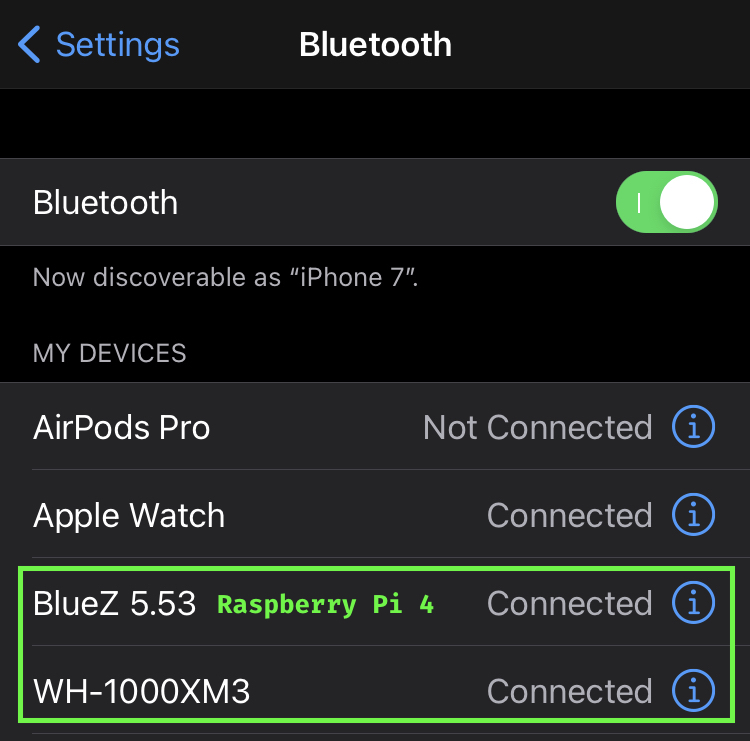 Settings Bluetooth
Bluetooth
Now discoverable as “iPhone 7”.
MY DEVICES
AirPods Pro Not Connected
Apple Watch Connected
BlueZ 5.53 Raspberry Pi 4 Connected
WH-1000XM3 Connected